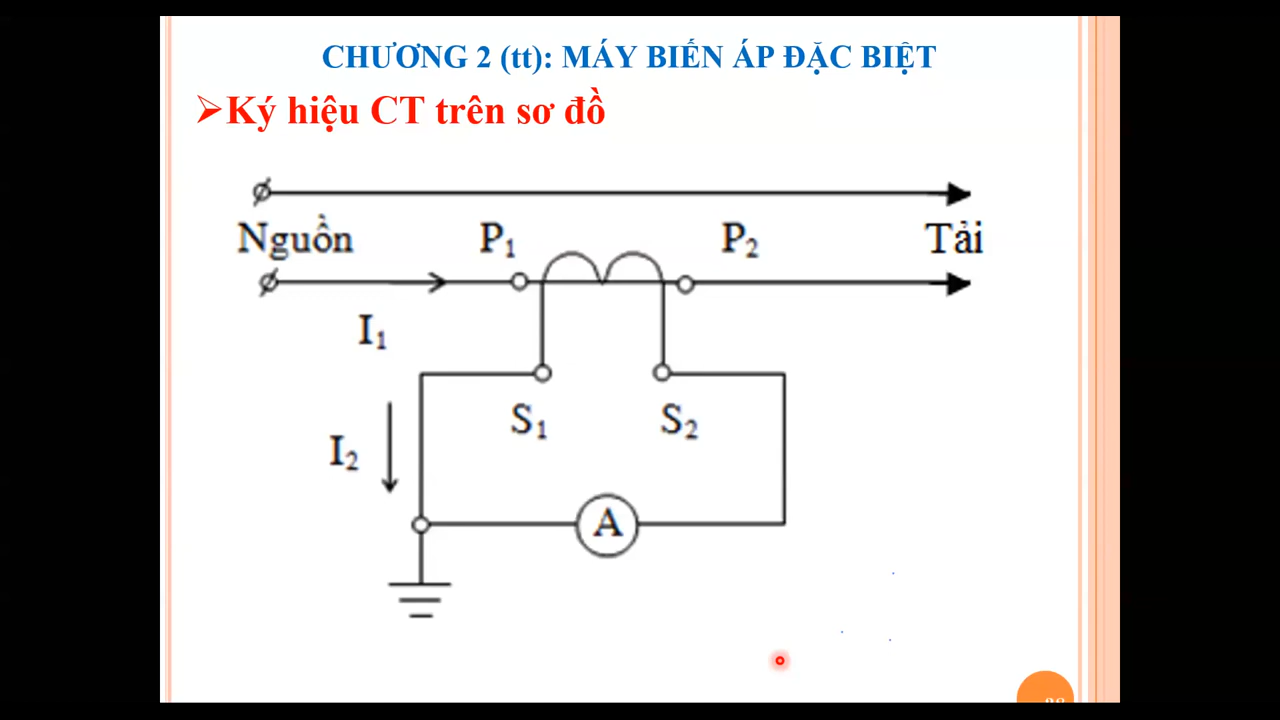 CHƯƠNG 2 (tt): MÁY BIẾN ÁP ĐẶC BIỆT
Ký hiệu CT trên sơ đồ
Nguồn P₁ P₂ Tải
I₁
S₁ S₂
I₂
A